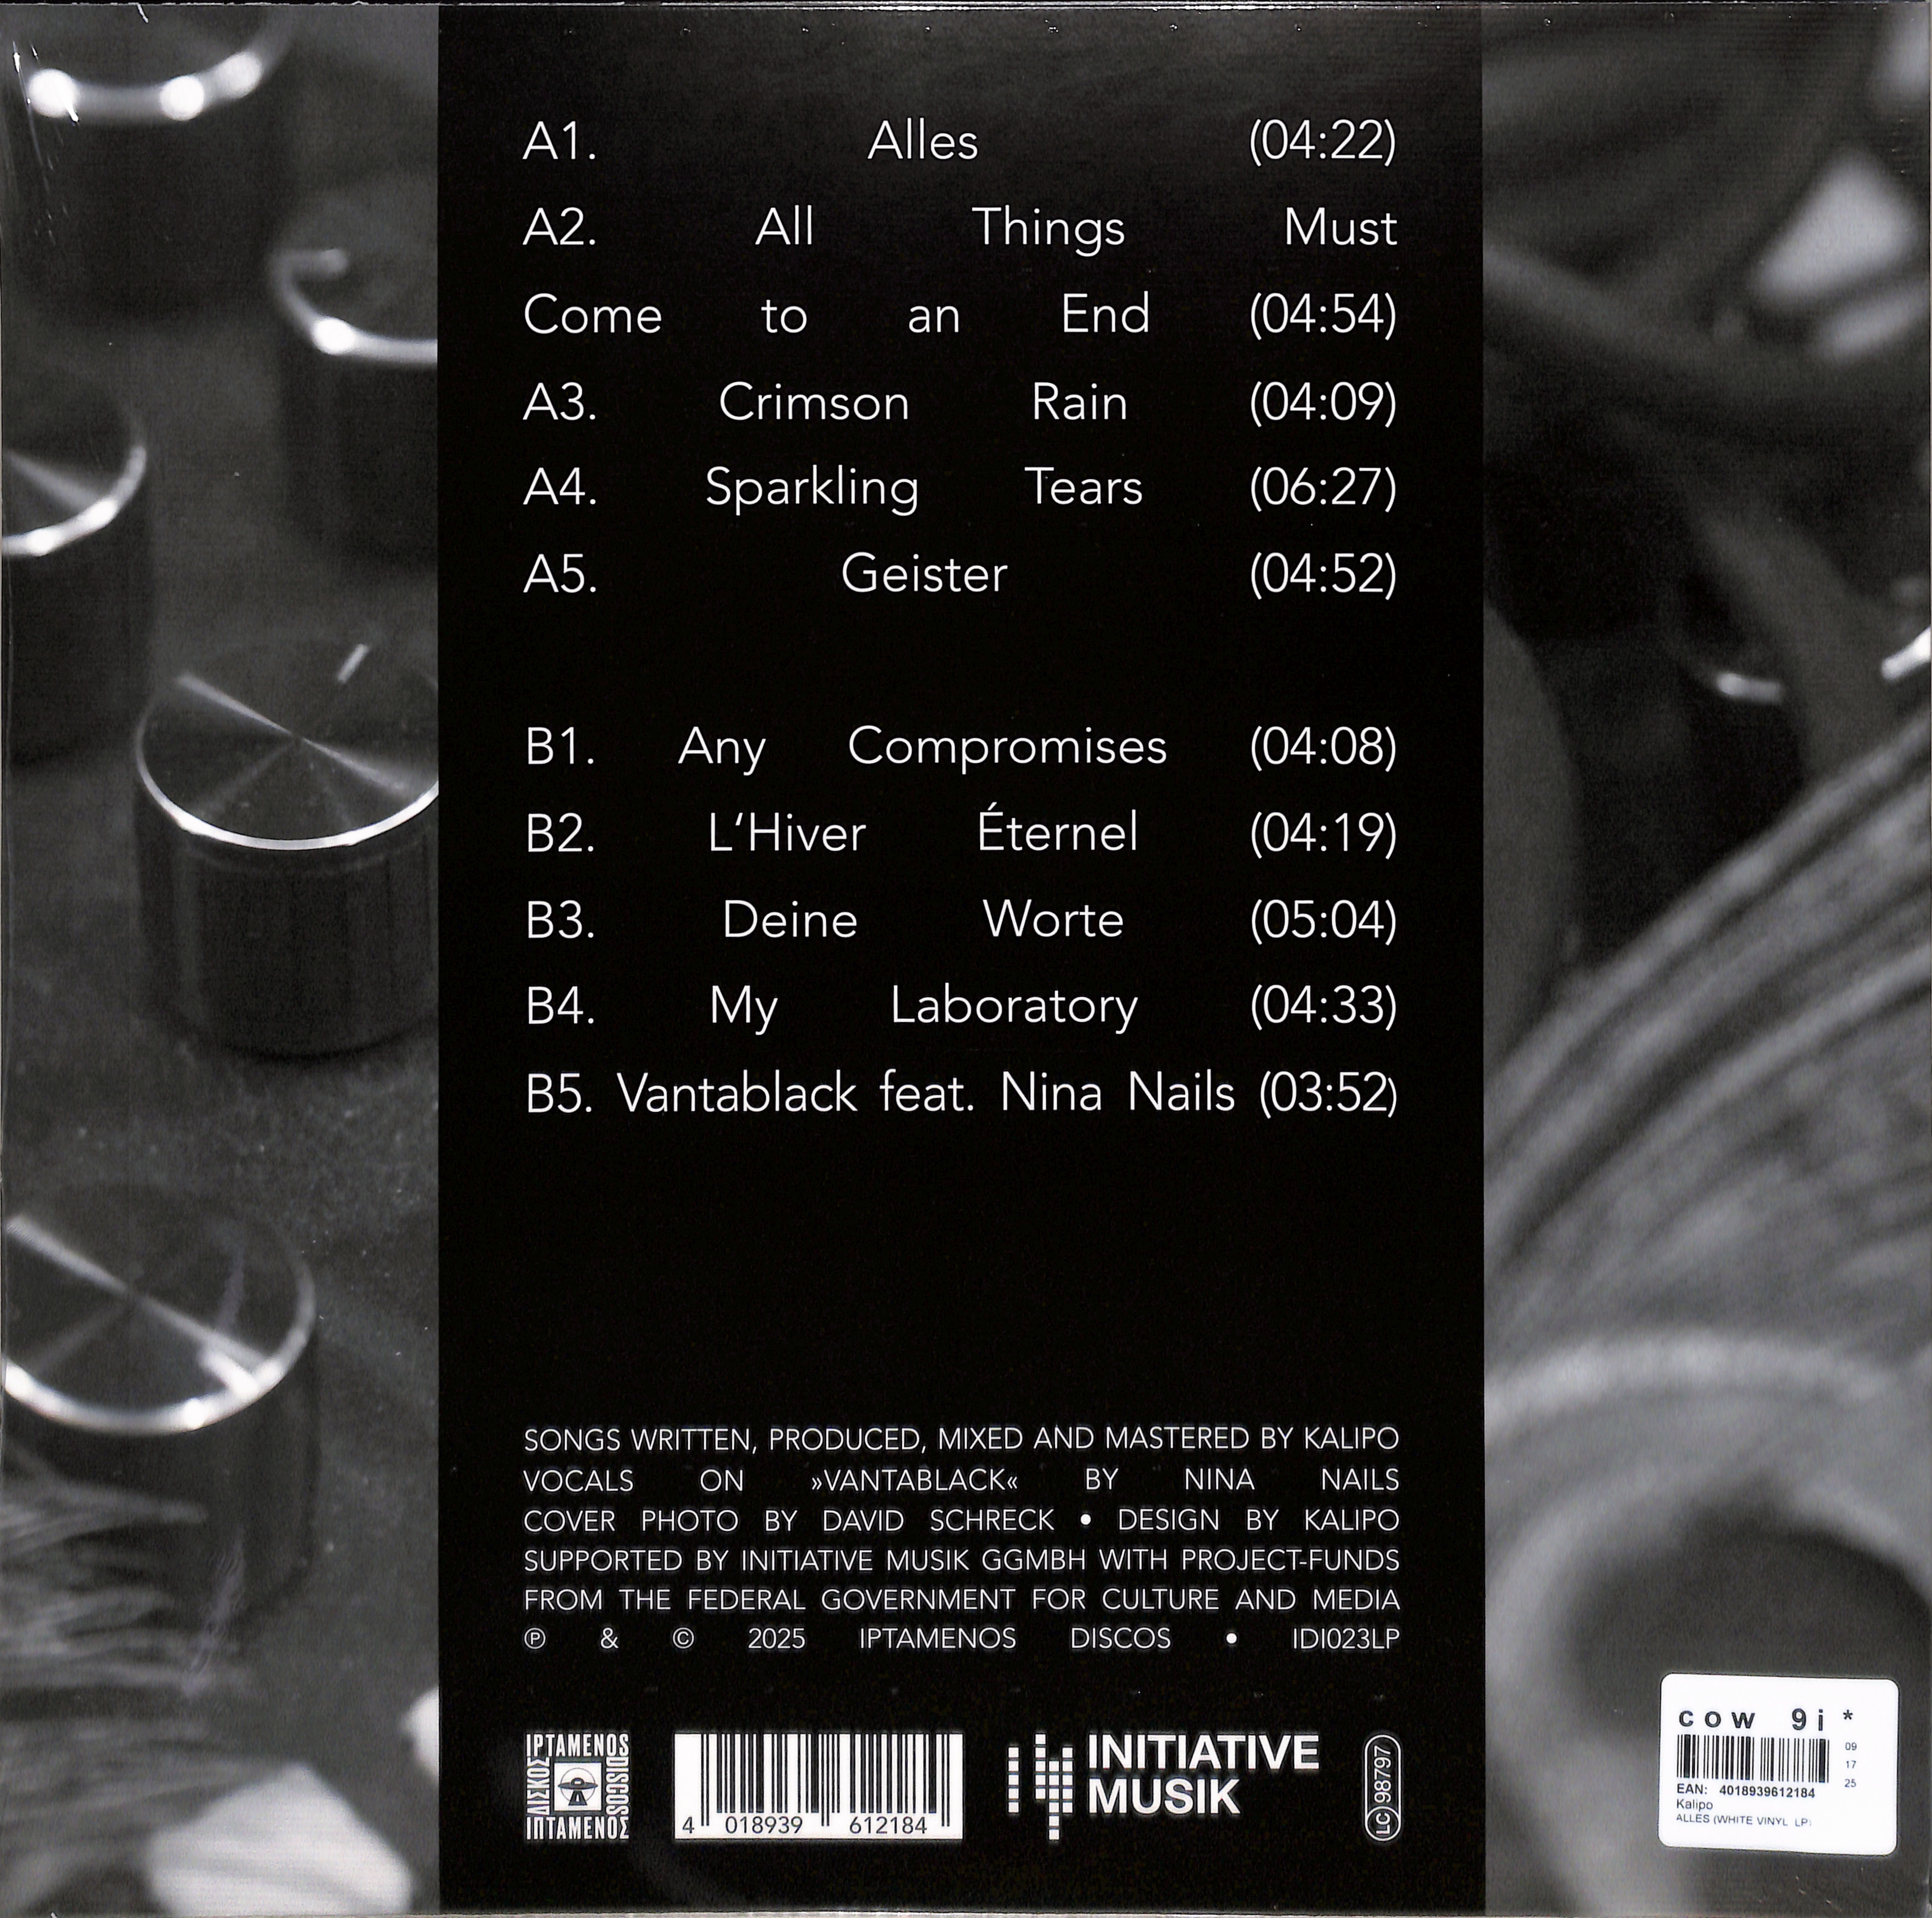 A1. Alles (04:22)
A2. All Things Must
Come to an End (04:54)
A3. Crimson Rain (04:09)
A4. Sparkling Tears (06:27)
A5. Geister (04:52)
B1. Any Compromises (04:08)
B2. L‘Hiver Éternel (04:19)
B3. Deine Worte (05:04)
B4. My Laboratory (04:33)
B5. Vantablack feat. Nina Nails (03:52)
SONGS WRITTEN, PRODUCED, MIXED AND MASTERED BY KALIPO
VOCALS ON »VANTABLACK« BY NINA NAILS
COVER PHOTO BY DAVID SCHRECK • DESIGN BY KALIPO
SUPPORTED BY INITIATIVE MUSIK GGMBH WITH PROJECT-FUNDS
FROM THE FEDERAL GOVERNMENT FOR CULTURE AND MEDIA
℗ & © 2025 IPTAMENOS DISCOS • IDI023LP
IPTAMENOS
DISCOS
ΙΠΤΑΜΕΝΟΣ
ΔΙΣΚΟΣ
4 018939 612184
INITIATIVE
MUSIK
LC 98797
cow 9i *
09
17
25
EAN: 4018939612184
Kalipo
ALLES (WHITE VINYL LP)